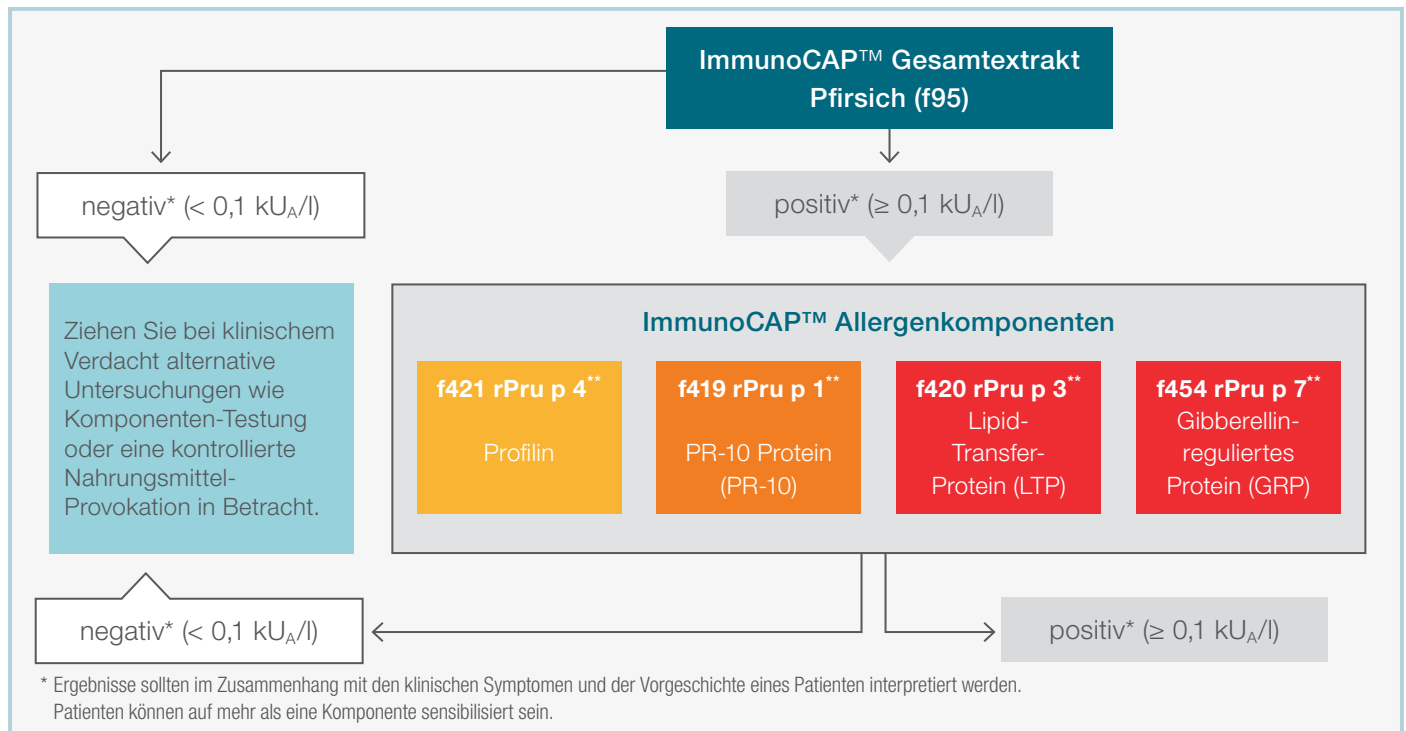 ImmunoCAP™ Gesamtextrakt
Pfirsich (f95)
negativ* (< 0,1 kUA/l)
positiv* (≥ 0,1 kUA/l)
Ziehen Sie bei klinischem
Verdacht alternative
Untersuchungen wie
Komponenten-Testung
oder eine kontrollierte
Nahrungsmittel-
Provokation in Betracht.
ImmunoCAP™ Allergenkomponenten
f421 rPru p 4**
Profilin
f419 rPru p 1**
PR-10 Protein
(PR-10)
f420 rPru p 3**
Lipid-
Transfer-
Protein (LTP)
f454 rPru p 7**
Gibberellin-
reguliertes
Protein (GRP)
negativ* (< 0,1 kUA/l)
positiv* (≥ 0,1 kUA/l)
* Ergebnisse sollten im Zusammenhang mit den klinischen Symptomen und der Vorgeschichte eines Patienten interpretiert werden.
Patienten können auf mehr als eine Komponente sensibilisiert sein.